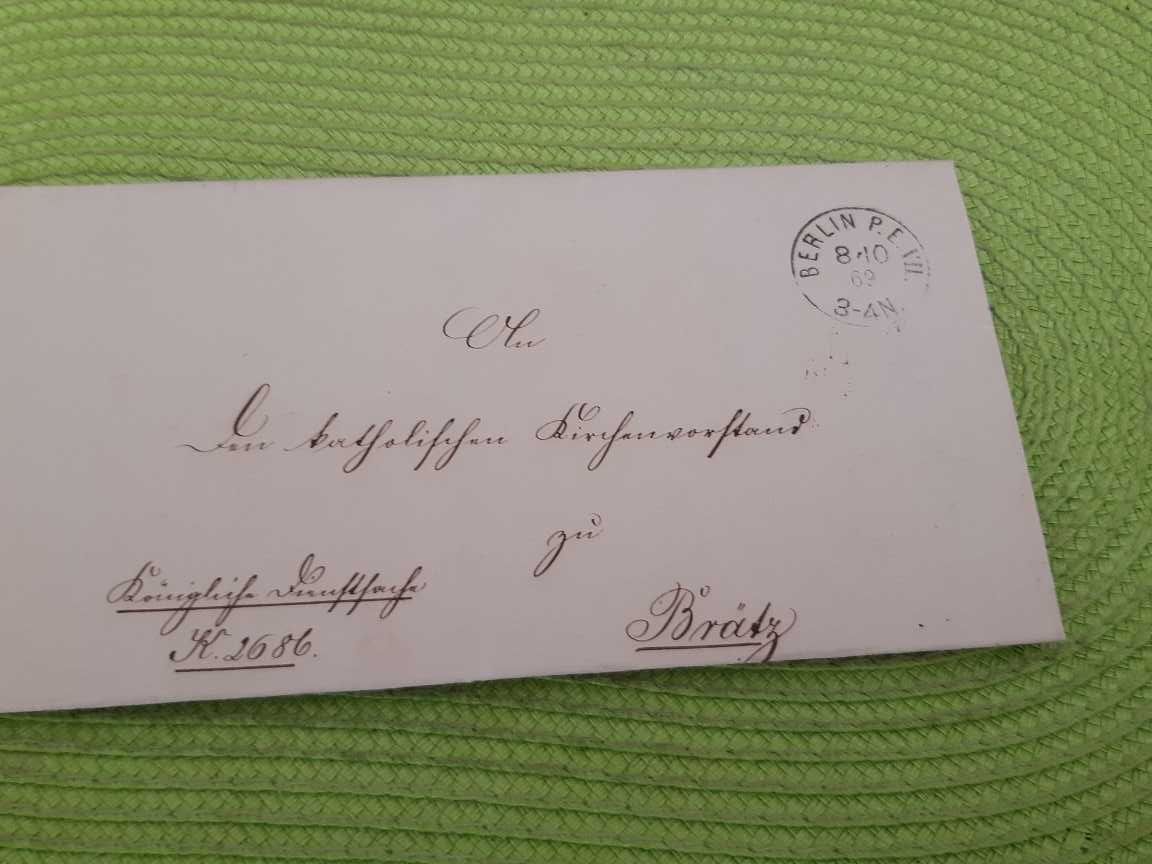 BERLIN P.E. VII.
8.10
69
3-4N.
An
Den katholischen Kirchenvorstand
zu
Königliche Dienstsache
Brätz
K. 2686.